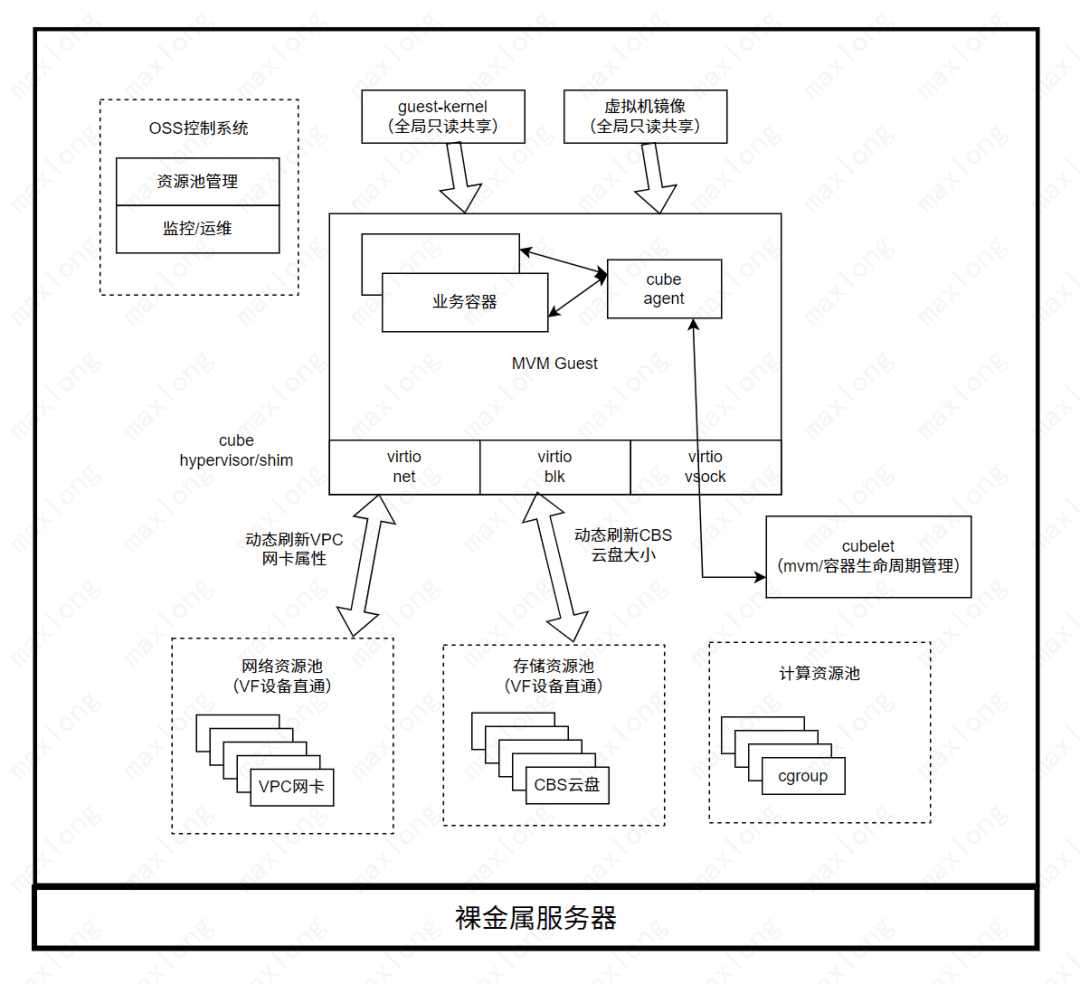 guest-kernel
（全局只读共享）
虚拟机镜像
（全局只读共享）
OSS控制系统
资源池管理
监控/运维
业务容器
cube
agent
MVM Guest
cube
hypervisor/shim
virtio
net
virtio
blk
virtio
vsock
动态刷新VPC
网卡属性
动态刷新CBS
云盘大小
cubelet
（mvm/容器生命周期管理）
网络资源池
（VF设备直通）
VPC网卡
存储资源池
（VF设备直通）
CBS云盘
计算资源池
cgroup
裸金属服务器
maxlong